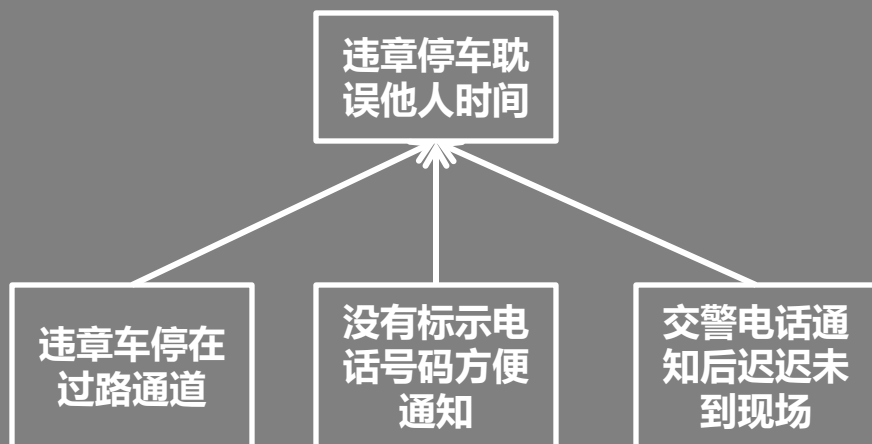 违章停车耽
误他人时间
违章车停在
过路通道
没有标示电
话号码方便
通知
交警电话通
知后迟迟未
到现场